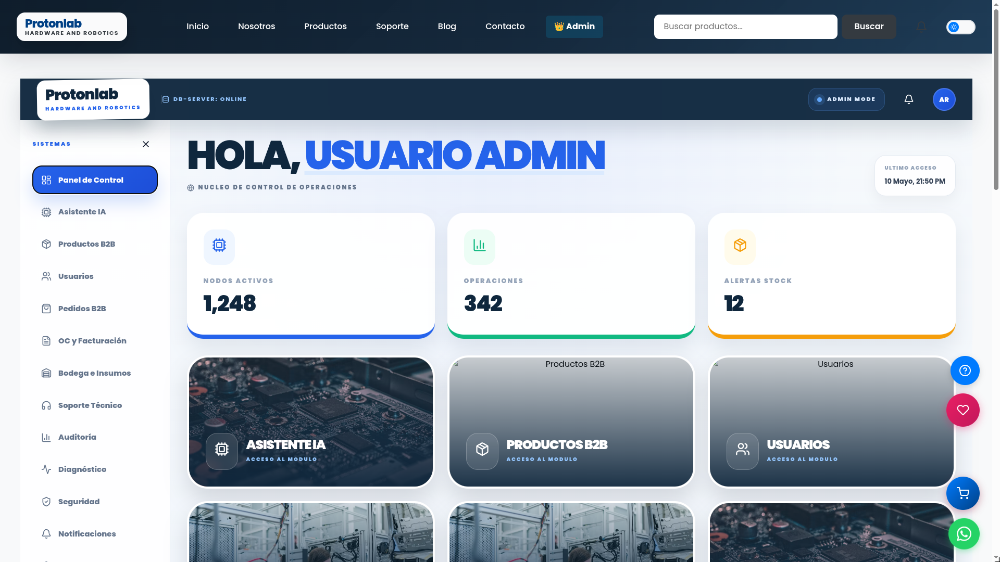 Protonlab
HARDWARE AND ROBOTICS
Inicio
Nosotros
Productos
Soporte
Blog
Contacto
👑 Admin
Buscar productos...
Buscar
Protonlab
HARDWARE AND ROBOTICS
DB-SERVER: ONLINE
ADMIN MODE
AR
SISTEMAS
Panel de Control
Asistente IA
Productos B2B
Usuarios
Pedidos B2B
OC y Facturación
Bodega e Insumos
Soporte Técnico
Auditoría
Diagnóstico
Seguridad
Notificaciones
HOLA, USUARIO ADMIN
NUCLEO DE CONTROL DE OPERACIONES
ULTIMO ACCESO
10 Mayo, 21:50 PM
NODOS ACTIVOS
1,248
OPERACIONES
342
ALERTAS STOCK
12
ASISTENTE IA
ACCESO AL MODULO
Productos B2B
PRODUCTOS B2B
ACCESO AL MODULO
Usuarios
USUARIOS
ACCESO AL MODULO